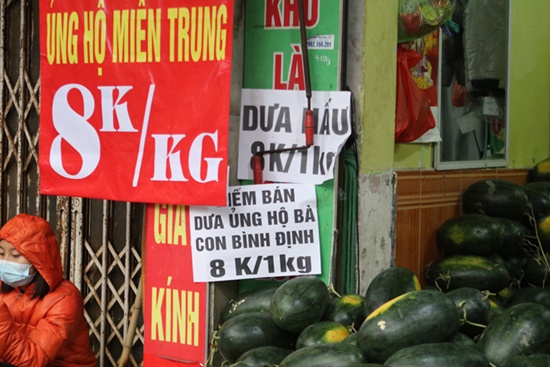 ỦNG HỘ MIỀN TRUNG
8K/KG
KHO
LÀ
DƯA HẤU
8K/1kg
ĐIỂM BÁN
DƯA ỦNG HỘ BÀ
CON BÌNH ĐỊNH
8 K/1kg
GIA
KÍNH